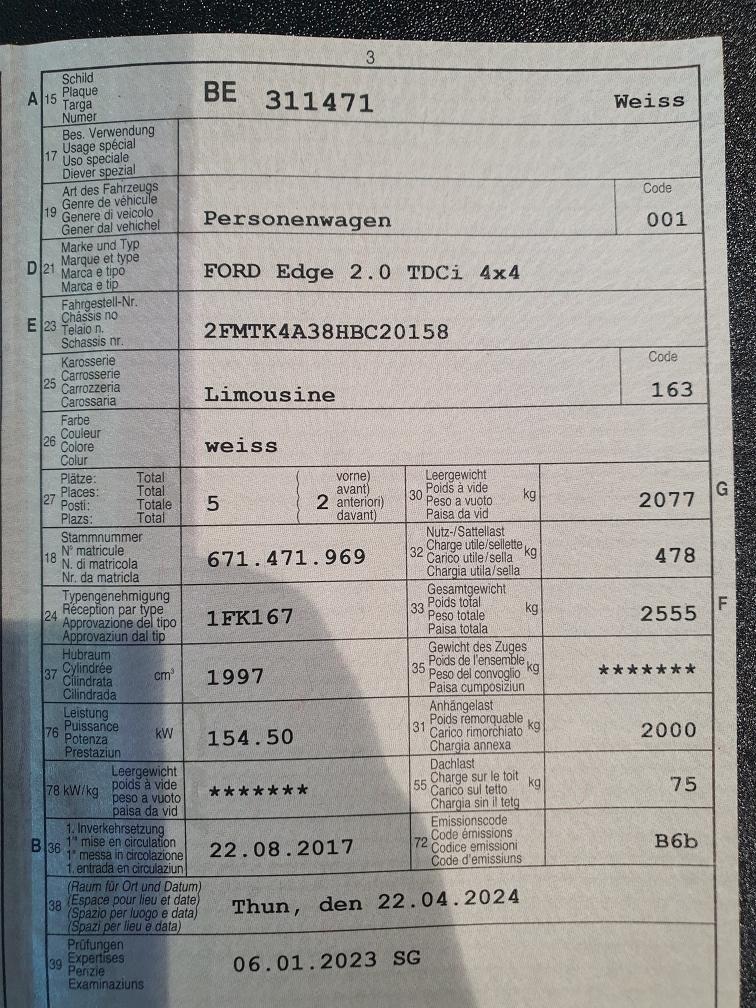 3
A 15 Schild BE 311471 Weiss
Plaque
Targa
Numer
17 Bes. Verwendung
Usage spécial
Uso speciale
Diever spezial
19 Art des Fahrzeugs Code
Genre de véhicule
Genere di veicolo Personenwagen 001
Gener dal vehichel
D 21 Marke und Typ
Marque et type FORD Edge 2.0 TDCi 4x4
Marca e tipo
Marca e tip
E 23 Fahrgestell-Nr.
Châssis no
Telaio n. 2FMTK4A38HBC20158
Schassis nr.
25 Karosserie Code
Carrosserie
Carrozzeria Limousine 163
Carossaria
26 Farbe
Couleur
Colore weiss
Colur
27 Plätze: Total 5 ( 2 vorne)
Places: Total avant)
Posti: Totale anteriori)
Plazs: Total davant)
30 Leergewicht kg 2077 G
Poids à vide
Peso a vuoto
Paisa da vid
18 Stammnummer 671.471.969
N° matricule
N. di matricola
Nr. da matricla
32 Nutz-/Sattellast kg 478
Charge utile/sellette
Carico utile/sella
Chargia utila/sella
24 Typengenehmigung 1FK167
Réception par type
Approvazione del tipo
Approvaziun dal tip
33 Gesamtgewicht kg 2555 F
Poids total
Peso totale
Paisa totala
37 Hubraum cm³ 1997
Cylindrée
Cilindrata
Cilindrada
35 Gewicht des Zuges kg *******
Poids de l'ensemble
Peso del convoglio
Paisa cumposiziun
76 Leistung kW 154.50
Puissance
Potenza
Prestaziun
31 Anhängelast kg 2000
Poids remorquable
Carico rimorchiato
Chargia annexa
78 kW/kg Leergewicht *******
poids à vide
peso a vuoto
paisa da vid
55 Dachlast kg 75
Charge sur le toit
Carico sul tetto
Chargia sin il tetg
B 36 1. Inverkehrsetzung 22.08.2017
1re mise en circulation
1a messa in circolazione
1. entrada en circulaziun
72 Emissionscode B6b
Code émissions
Codice emissioni
Code d'emissiuns
38 (Raum für Ort und Datum) Thun, den 22.04.2024
(Espace pour lieu et date)
(Spazio per luogo e data)
(Spazi per lieu e data)
39 Prüfungen 06.01.2023 SG
Expertises
Perizie
Examinaziuns